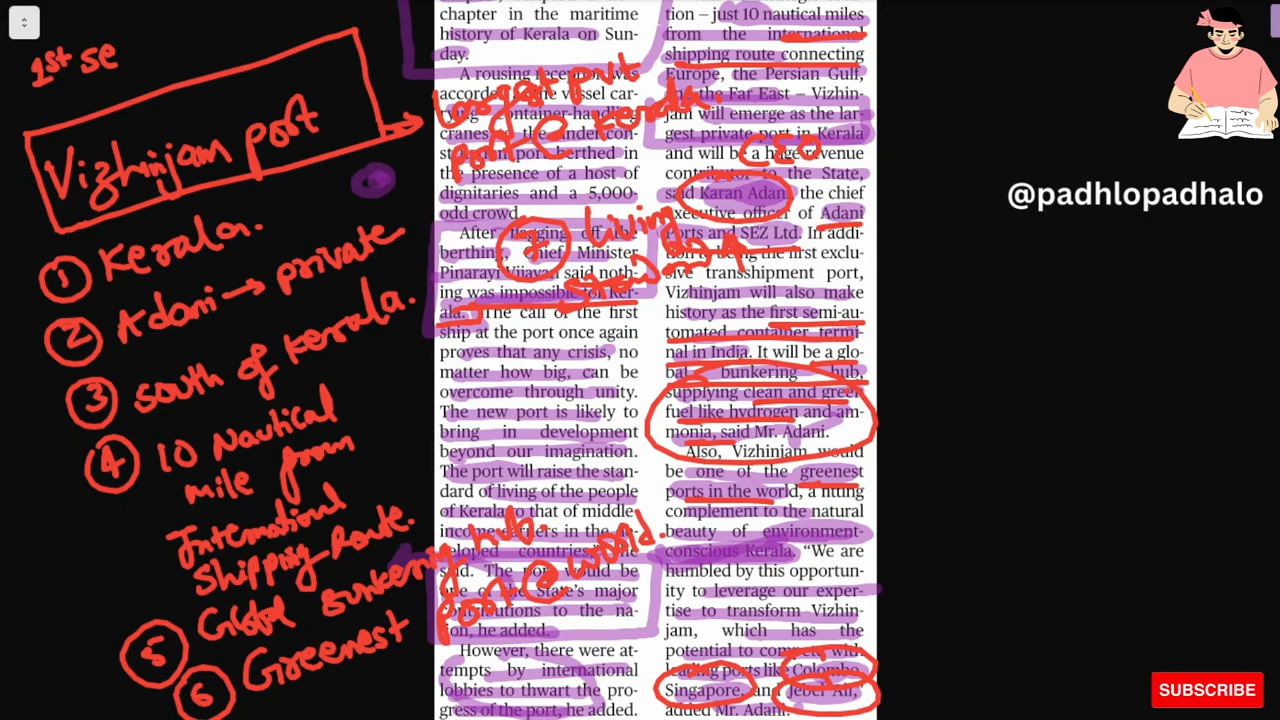 1st se
Vizhinjam port
Largest pvt
port @ Kerala.
① Kerala.
② Adani → private
③ south of Kerala.
④ 10 Nautical
mile from
International
Shipping Route.
⑤ Global bunkering hub.
⑥ Greenest port @ world.
+ Living
standard ↑
CEO
chapter in the maritime
history of Kerala on Sun-
day.
A rousing reception was
accorded to the vessel car-
rying container-handling
cranes the undercon-
struction port berthed in
the presence of a host of
dignitaries and a 5,000-
odd crowd
After flagging off the
berthing, Chief Minister
Pinarayi Vijayan said noth-
ing was impossible for Ker-
ala. The call of the first
ship at the port once again
proves that any crisis, no
matter how big, can be
overcome through unity.
The new port is likely to
bring in development
beyond our imagination.
The port will raise the stan-
dard of living of the people
of Kerala to that of middle
income earners in the de-
veloped countries," he
said. The port would be
one of the State's major
contributions to the na-
tion, he added.
However, there were at-
tempts by international
lobbies to thwart the pro-
gress of the port, he added.
tion – just 10 nautical miles
from the international
shipping route connecting
Europe, the Persian Gulf,
and the Far East – Vizhin-
jam will emerge as the lar-
gest private port in Kerala
and will be a huge revenue
contributor to the State,
said Karan Adani, the chief
executive officer of Adani
Ports and SEZ Ltd. In addi-
tion to being the first exclu-
sive transshipment port,
Vizhinjam will also make
history as the first semi-au-
tomated container termi-
nal in India. It will be a glo-
bal bunkering hub,
supplying clean and green
fuel like hydrogen and am-
monia, said Mr. Adani.
Also, Vizhinjam would
be one of the greenest
ports in the world, a fitting
complement to the natural
beauty of environment-
conscious Kerala. "We are
humbled by this opportun-
ity to leverage our exper-
tise to transform Vizhin-
jam, which has the
potential to compete with
leading ports like Colombo,
Singapore, and Jebel Ali,"
added Mr. Adani.
@padhlopadhalo
SUBSCRIBE